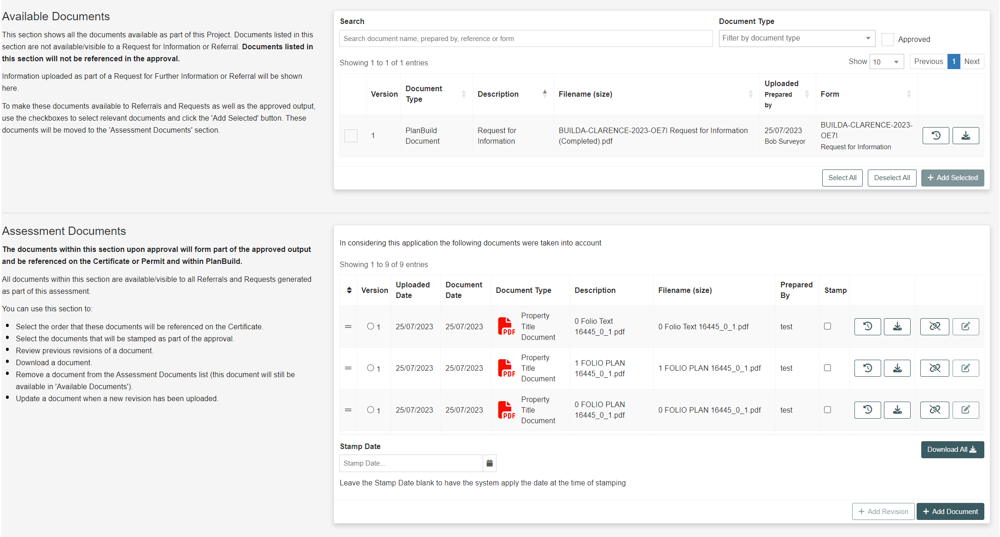 Available Documents
This section shows all the documents available as part of this Project. Documents listed in this
section are not available/visible to a Request for Information or Referral. Documents listed in
this section will not be referenced in the approval.
Information uploaded as part of a Request for Further Information or Referral will be shown
here.
To make these documents available to Referrals and Requests as well as the approved output,
use the checkboxes to select relevant documents and click the 'Add Selected' button. These
documents will be moved to the 'Assessment Documents' section.
Search
Document Type
Search document name, prepared by, reference or form
Filter by document type
Approved
Showing 1 to 1 of 1 entries
Show 10
Previous 1 Next
Version
Document
Type
Description
Filename (size)
Uploaded
Prepared
by
Form
1
PlanBuild
Document
Request for
Information
BUILDA-CLARENCE-2023-OE7I Request for Information
(Completed).pdf
25/07/2023
Bob Surveyor
BUILDA-CLARENCE-2023-
OE7I
Request for Information
Select All
Deselect All
+ Add Selected
Assessment Documents
The documents within this section upon approval will form part of the approved output
and be referenced on the Certificate or Permit and within PlanBuild.
All documents within this section are available/visible to all Referrals and Requests generated
as part of this assessment.
You can use this section to:
• Select the order that these documents will be referenced on the Certificate.
• Select the documents that will be stamped as part of the approval.
• Review previous revisions of a document.
• Download a document.
• Remove a document from the Assessment Documents list (this document will still be
available in 'Available Documents').
• Update a document when a new revision has been uploaded.
In considering this application the following documents were taken into account
Showing 1 to 9 of 9 entries
Version
Uploaded
Date
Document
Date
Document Type
Description
Filename (size)
Prepared
By
Stamp
1
25/07/2023
25/07/2023
PDF
Property
Title
Document
0 Folio Text
16445_0_1.pdf
0 Folio Text 16445_0_1.pdf
test
1
25/07/2023
25/07/2023
PDF
Property
Title
Document
1 FOLIO PLAN
16445_0_1.pdf
1 FOLIO PLAN 16445_0_1.pdf
test
1
25/07/2023
25/07/2023
PDF
Property
Title
Document
0 FOLIO PLAN
16445_0_1.pdf
0 FOLIO PLAN 16445_0_1.pdf
test
Stamp Date
Download All
Stamp Date...
Leave the Stamp Date blank to have the system apply the date at the time of stamping
+ Add Revision
+ Add Document